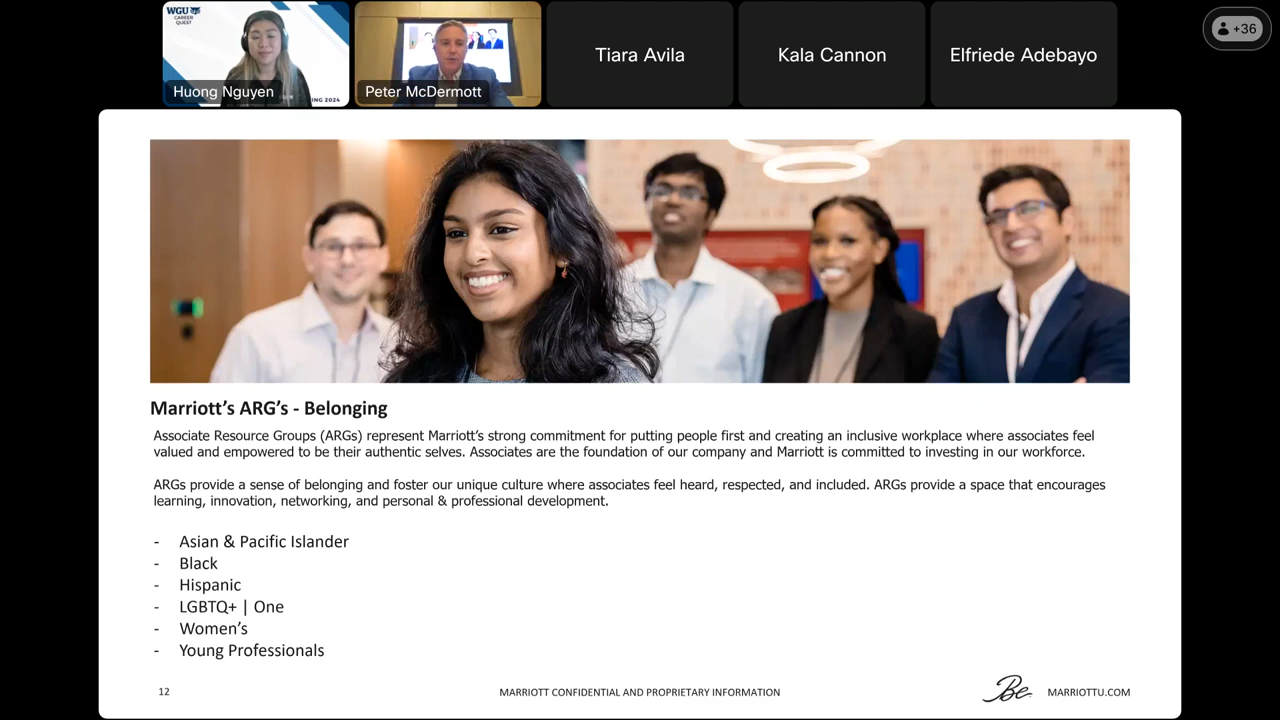 WGU
CAREER
QUEST
Huong Nguyen
ING 2024
Peter McDermott
Tiara Avila
Kala Cannon
Elfriede Adebayo
+36
Marriott's ARG's - Belonging
Associate Resource Groups (ARGs) represent Marriott's strong commitment for putting people first and creating an inclusive workplace where associates feel
valued and empowered to be their authentic selves. Associates are the foundation of our company and Marriott is committed to investing in our workforce.
ARGs provide a sense of belonging and foster our unique culture where associates feel heard, respected, and included. ARGs provide a space that encourages
learning, innovation, networking, and personal & professional development.
- Asian & Pacific Islander
- Black
- Hispanic
- LGBTQ+ | One
- Women's
- Young Professionals
12
MARRIOTT CONFIDENTIAL AND PROPRIETARY INFORMATION
Be
MARRIOTTU.COM